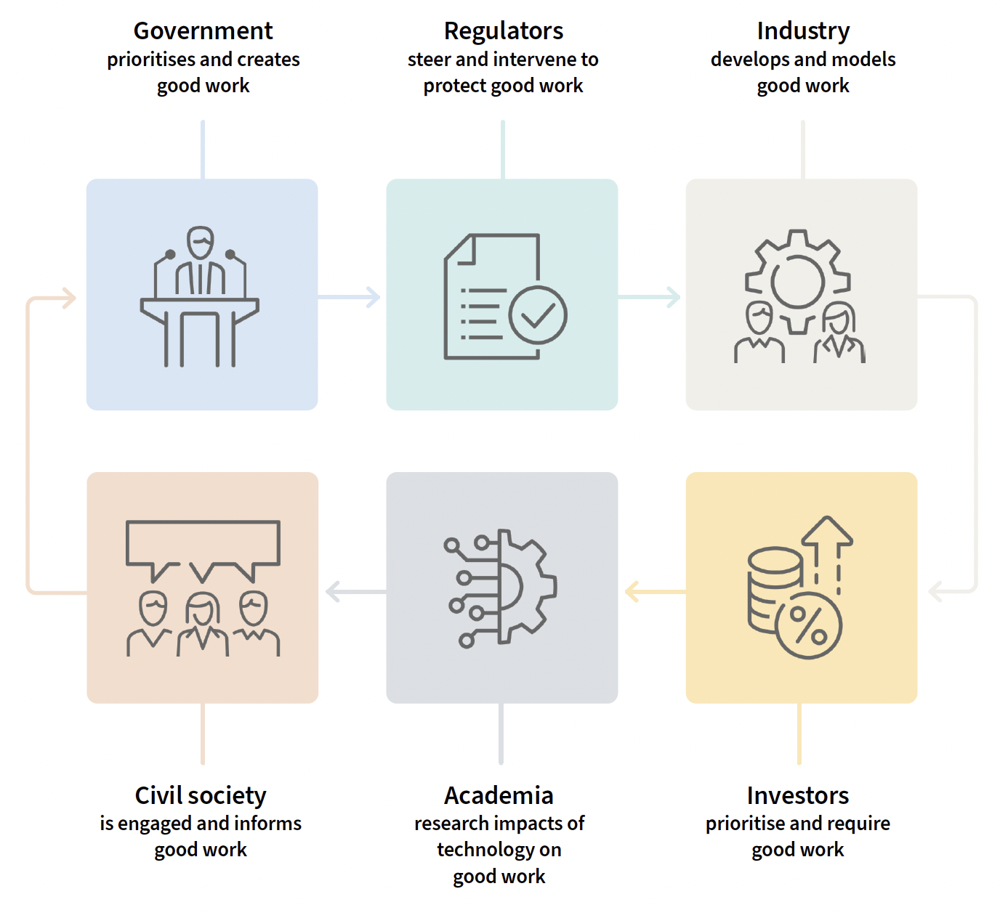 Government
prioritises and creates
good work
Regulators
steer and intervene to
protect good work
Industry
develops and models
good work
%
Civil society
is engaged and informs
good work
Academia
research impacts of
technology on
good work
Investors
prioritise and require
good work